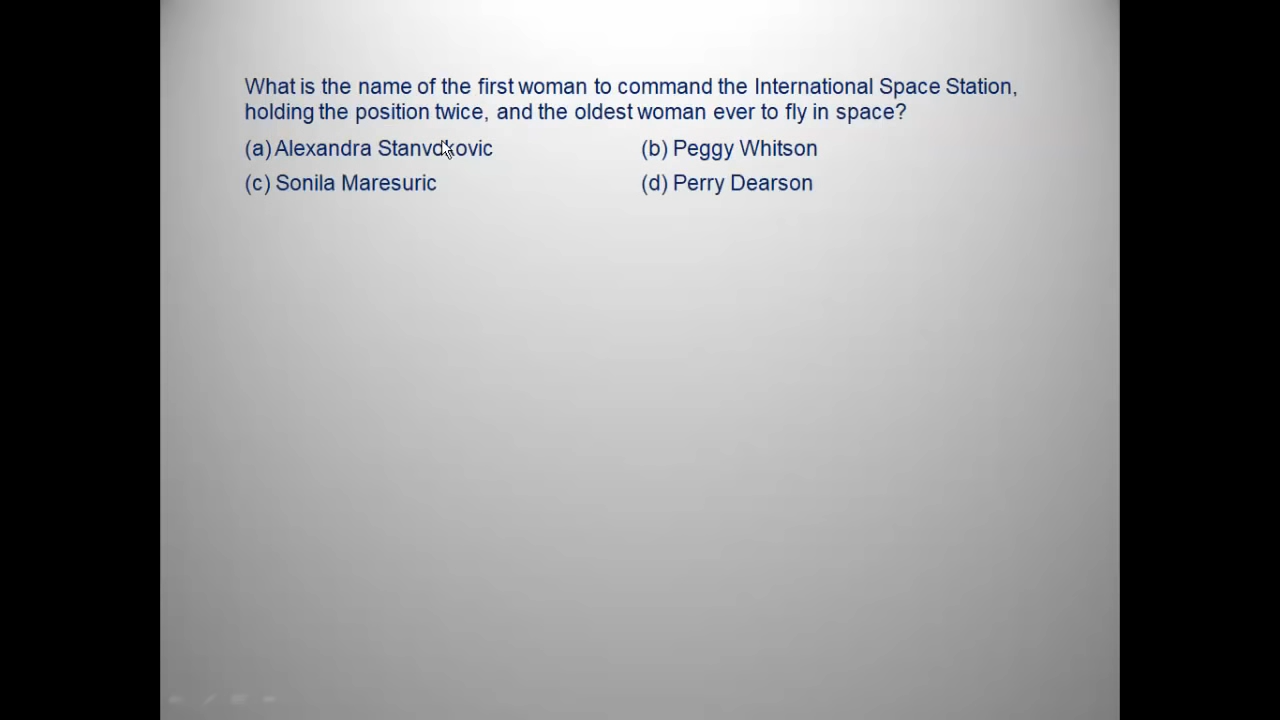 What is the name of the first woman to command the International Space Station,
holding the position twice, and the oldest woman ever to fly in space?
(a) Alexandra Stanvdkovic (b) Peggy Whitson
(c) Sonila Maresuric (d) Perry Dearson